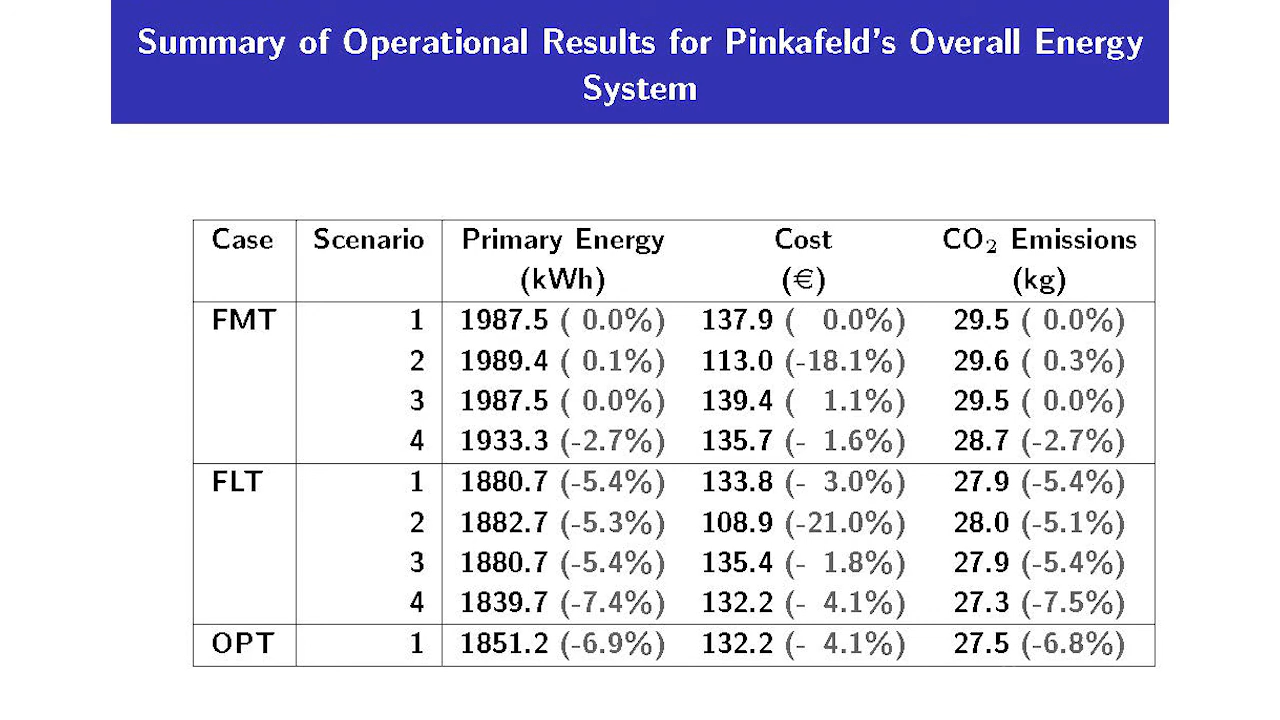 Summary of Operational Results for Pinkafeld's Overall Energy
System
Case Scenario Primary Energy Cost CO₂ Emissions
(kWh) (€) (kg)
FMT 1 1987.5 ( 0.0%) 137.9 ( 0.0%) 29.5 ( 0.0%)
2 1989.4 ( 0.1%) 113.0 (-18.1%) 29.6 ( 0.3%)
3 1987.5 ( 0.0%) 139.4 ( 1.1%) 29.5 ( 0.0%)
4 1933.3 (-2.7%) 135.7 (- 1.6%) 28.7 (-2.7%)
FLT 1 1880.7 (-5.4%) 133.8 (- 3.0%) 27.9 (-5.4%)
2 1882.7 (-5.3%) 108.9 (-21.0%) 28.0 (-5.1%)
3 1880.7 (-5.4%) 135.4 (- 1.8%) 27.9 (-5.4%)
4 1839.7 (-7.4%) 132.2 (- 4.1%) 27.3 (-7.5%)
OPT 1 1851.2 (-6.9%) 132.2 (- 4.1%) 27.5 (-6.8%)